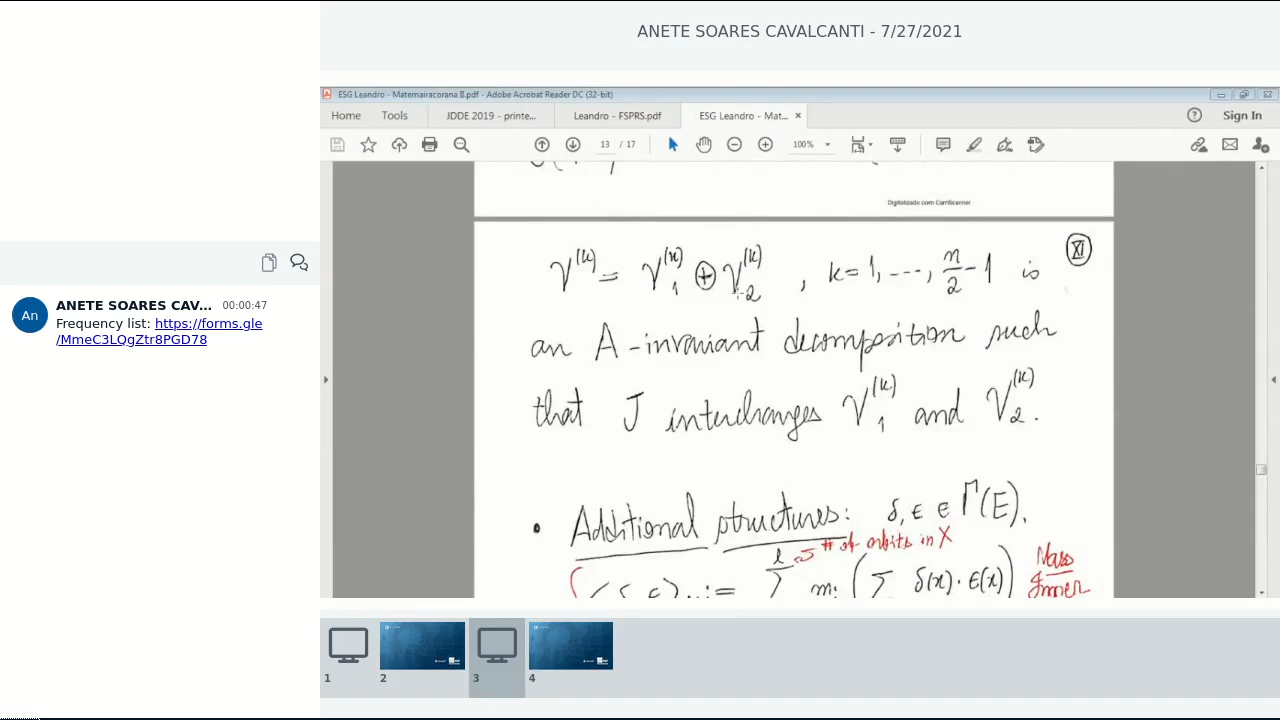 ANETE SOARES CAVALCANTI - 7/27/2021
ESG Leandro - Matemairacorana II.pdf - Adobe Acrobat Reader DC (32-bit)
Home Tools JDDE 2019 - printe... Leandro - FSPRS.pdf ESG Leandro - Mat... × Sign In
13 / 17 100%
Digitalizado com CamScanner
An ANETE SOARES CAV... 00:00:47
Frequency list: https://forms.gle
/MmeC3LQgZtr8PGD78
XI
V^(k) = V_1^(k) ⊕ V_2^(k) , k=1,---, n/2 -1 is
an A-invariant decomposition such
that J interchanges V_1^(k) and V_2^(k).
• Additional structures: δ, ϵ ∈ Γ(E),
# of orbits in X
⟨δ, ϵ⟩ := ∑ l m_i (∑ δ(x)·ϵ(x)) Mass
Inner
1 2 3 4